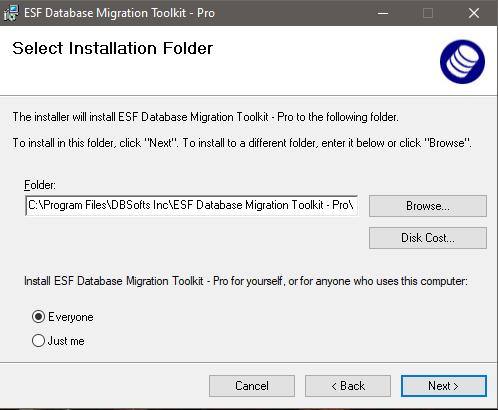 ESF Database Migration Toolkit - Pro
Select Installation Folder
The installer will install ESF Database Migration Toolkit - Pro to the following folder.
To install in this folder, click "Next". To install to a different folder, enter it below or click "Browse".
Folder:
C:\Program Files\DBSofts Inc\ESF Database Migration Toolkit - Pro\
Browse...
Disk Cost...
Install ESF Database Migration Toolkit - Pro for yourself, or for anyone who uses this computer:
Everyone
Just me
Cancel
< Back
Next >